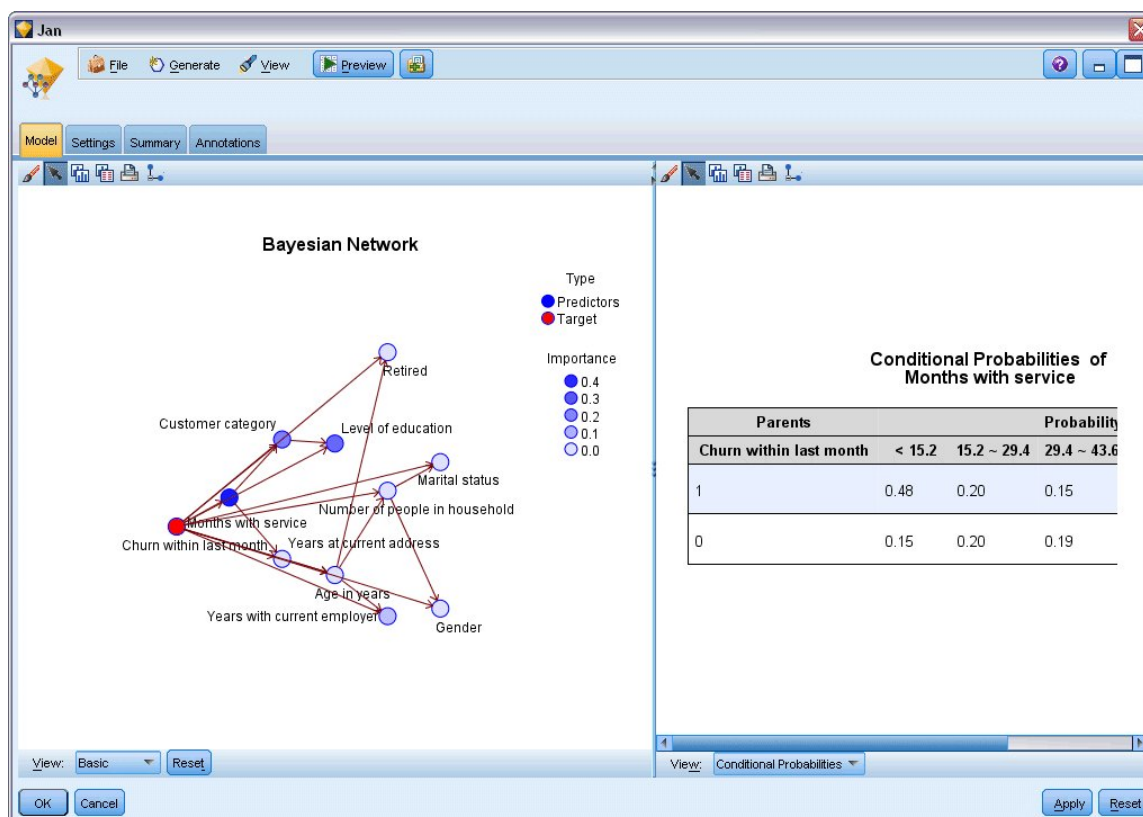 Jan
File Generate View Preview
Model Settings Summary Annotations
Bayesian Network
Type
Predictors
Target
Importance
0.4
0.3
0.2
0.1
0.0
Retired
Customer category
Level of education
Marital status
Number of people in household
Months with service
Churn within last month
Years at current address
Age in years
Years with current employer
Gender
View: Basic Reset
Conditional Probabilities of
Months with service
Parents Probability
Churn within last month < 15.2 15.2 ~ 29.4 29.4 ~ 43.6
1 0.48 0.20 0.15
0 0.15 0.20 0.19
View: Conditional Probabilities
OK Cancel Apply Reset